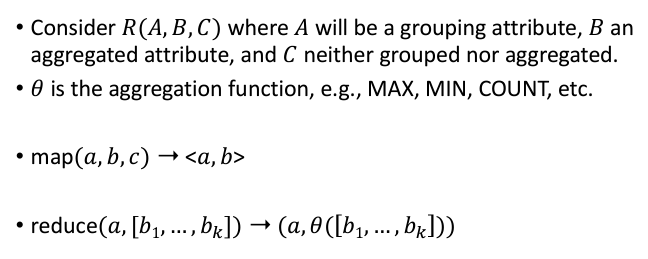 • Consider R(A, B, C) where A will be a grouping attribute, B an
aggregated attribute, and C neither grouped nor aggregated.
• θ is the aggregation function, e.g., MAX, MIN, COUNT, etc.
• map(a, b, c) → <a, b>
• reduce(a, [b₁, … , bₖ]) → (a, θ([b₁, … , bₖ]))